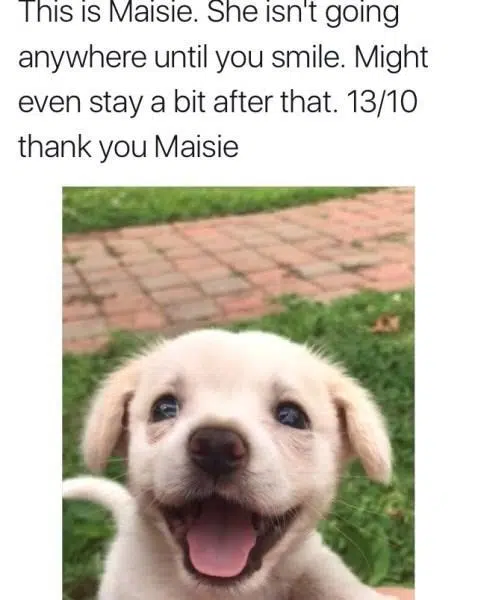 This is Maisie. She isn't going
anywhere until you smile. Might
even stay a bit after that. 13/10
thank you Maisie